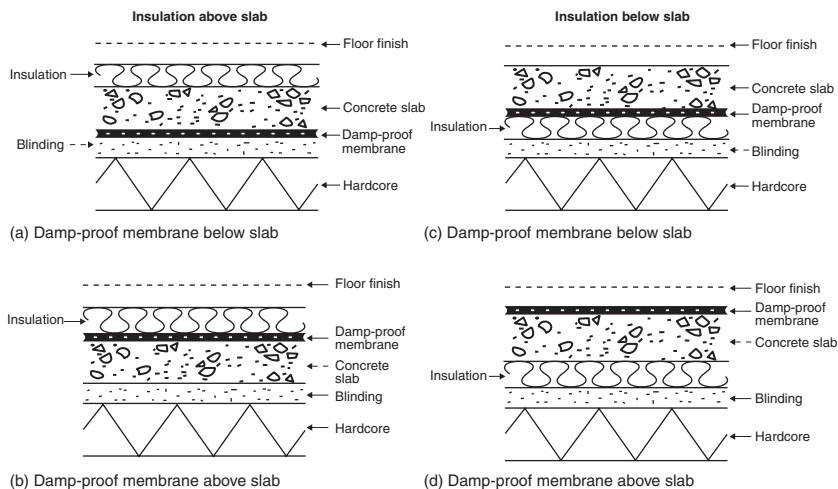 Insulation above slab
Floor finish
Insulation
Concrete slab
Damp-proof
membrane
Blinding
Hardcore
(a) Damp-proof membrane below slab
Floor finish
Insulation
Damp-proof
membrane
Concrete
slab
Blinding
Hardcore
(b) Damp-proof membrane above slab
Insulation below slab
Floor finish
Concrete slab
Damp-proof
membrane
Insulation
Blinding
Hardcore
(c) Damp-proof membrane below slab
Floor finish
Damp-proof
membrane
Concrete slab
Insulation
Blinding
Hardcore
(d) Damp-proof membrane above slab